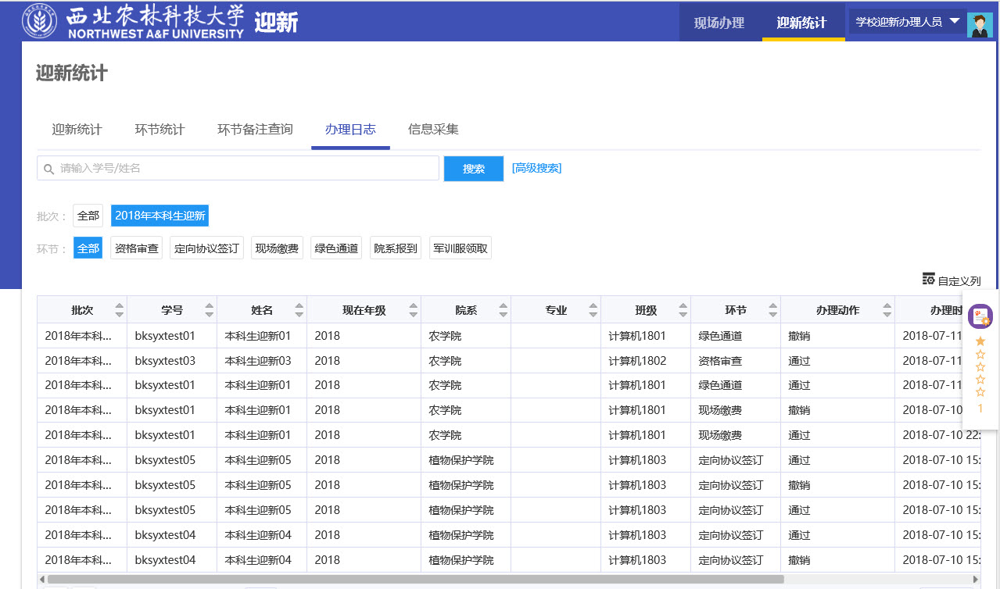 西北农林科技大学 迎新 现场办理 迎新统计 学校迎新办理人员
NORTHWEST A&F UNIVERSITY
迎新统计
迎新统计 环节统计 环节备注查询 办理日志 信息采集
请输入学号/姓名 搜索 [高级搜索]
批次： 全部 2018年本科生迎新
环节： 全部 资格审查 定向协议签订 现场缴费 绿色通道 院系报到 军训服领取
自定义列
批次 学号 姓名 现在年级 院系 专业 班级 环节 办理动作 办理时
2018年本科... bksyxtest01 本科生迎新01 2018 农学院 计算机1801 绿色通道 撤销 2018-07-11
2018年本科... bksyxtest03 本科生迎新03 2018 农学院 计算机1802 资格审查 通过 2018-07-11
2018年本科... bksyxtest01 本科生迎新01 2018 农学院 计算机1801 绿色通道 通过 2018-07-11
2018年本科... bksyxtest01 本科生迎新01 2018 农学院 计算机1801 现场缴费 撤销 2018-07-10
2018年本科... bksyxtest01 本科生迎新01 2018 农学院 计算机1801 现场缴费 通过 2018-07-10 22:
2018年本科... bksyxtest05 本科生迎新05 2018 植物保护学院 计算机1803 定向协议签订 通过 2018-07-10 15:
2018年本科... bksyxtest05 本科生迎新05 2018 植物保护学院 计算机1803 定向协议签订 撤销 2018-07-10 15:
2018年本科... bksyxtest05 本科生迎新05 2018 植物保护学院 计算机1803 定向协议签订 通过 2018-07-10 15:
2018年本科... bksyxtest04 本科生迎新04 2018 植物保护学院 计算机1803 定向协议签订 通过 2018-07-10 15:
2018年本科... bksyxtest04 本科生迎新04 2018 植物保护学院 计算机1803 定向协议签订 撤销 2018-07-10 15:
1